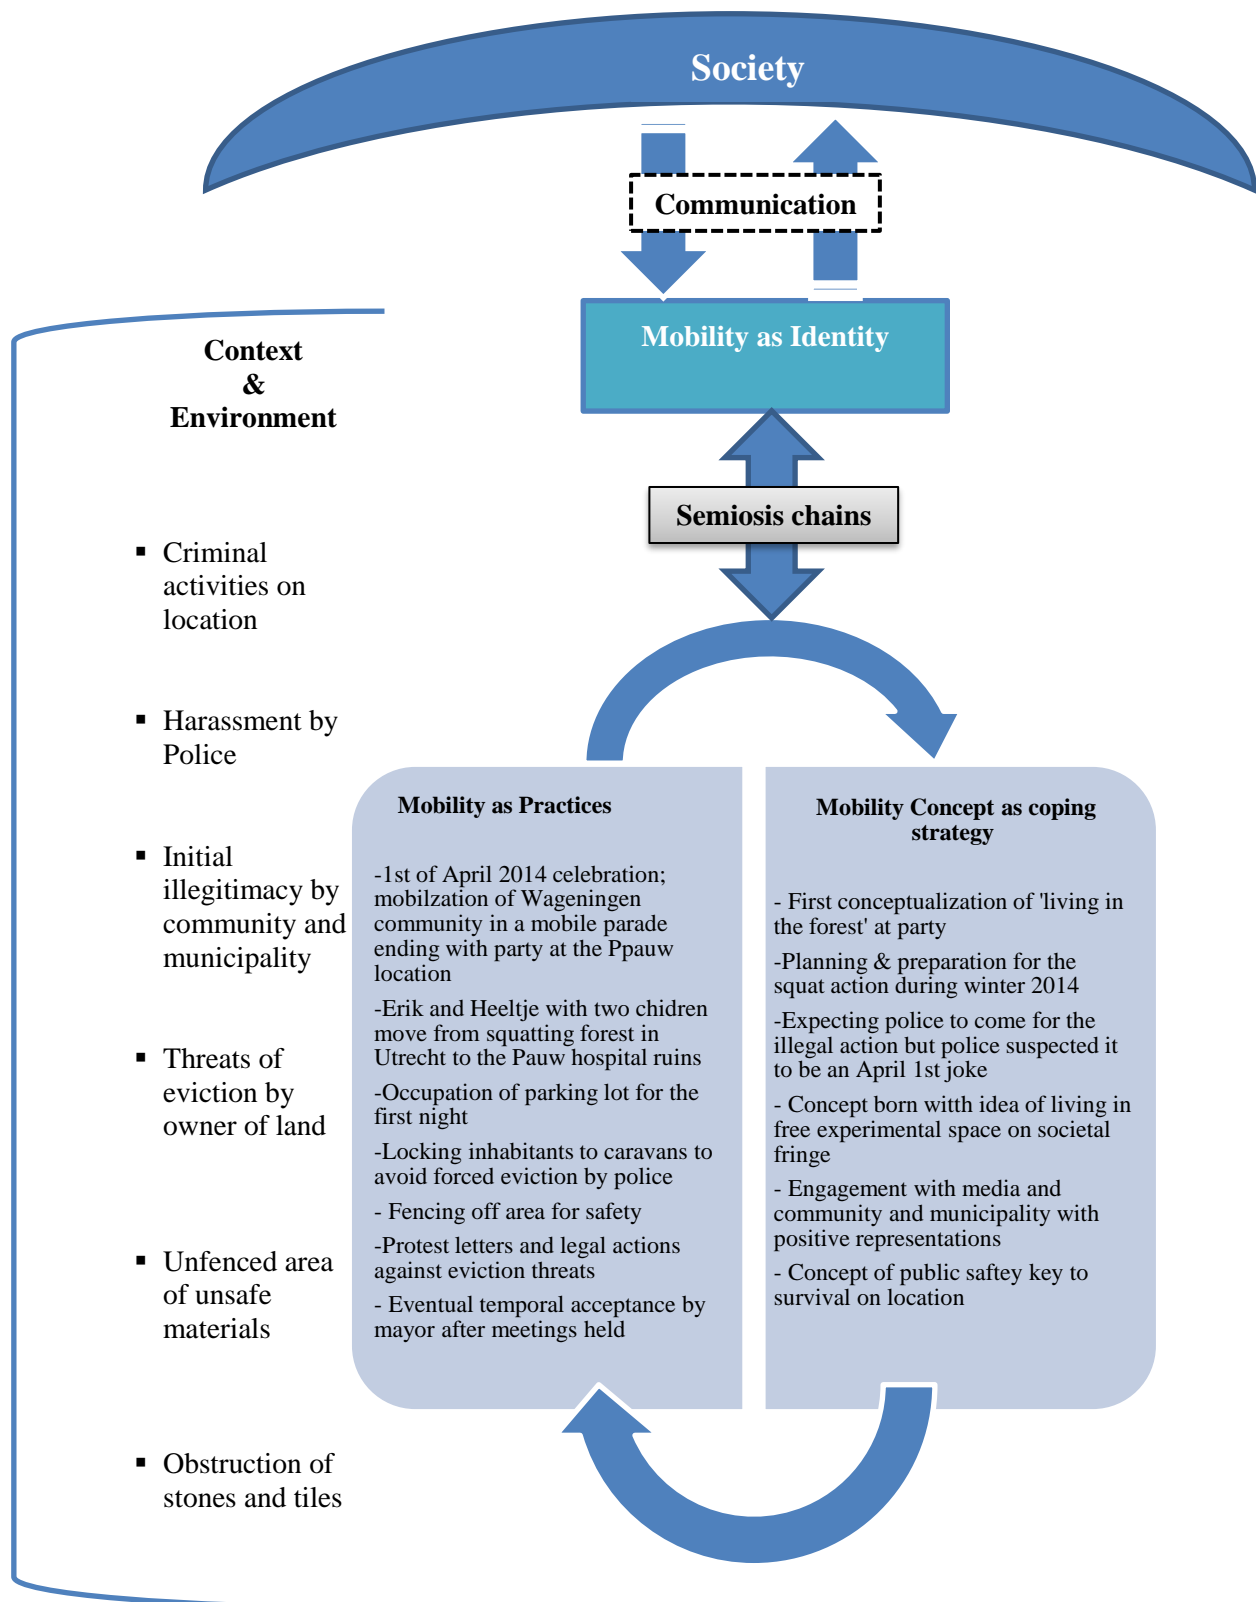 Society
Communication
Mobility as Identity
Context
&
Environment
Semiosis chains
▪ Criminal
activities on
location
▪ Harassment by
Police
▪ Initial
illegitimacy by
community and
municipality
▪ Threats of
eviction by
owner of land
▪ Unfenced area
of unsafe
materials
▪ Obstruction of
stones and tiles
Mobility as Practices
-1st of April 2014 celebration;
mobilzation of Wageningen
community in a mobile parade
ending with party at the Ppauw
location
-Erik and Heeltje with two chidren
move from squatting forest in
Utrecht to the Pauw hospital ruins
-Occupation of parking lot for the
first night
-Locking inhabitants to caravans to
avoid forced eviction by police
- Fencing off area for safety
-Protest letters and legal actions
against eviction threats
- Eventual temporal acceptance by
mayor after meetings held
Mobility Concept as coping
strategy
- First conceptualization of 'living in
the forest' at party
-Planning & preparation for the
squat action during winter 2014
-Expecting police to come for the
illegal action but police suspected it
to be an April 1st joke
- Concept born witth idea of living in
free experimental space on societal
fringe
- Engagement with media and
community and municipality with
positive representations
- Concept of public saftey key to
survival on location